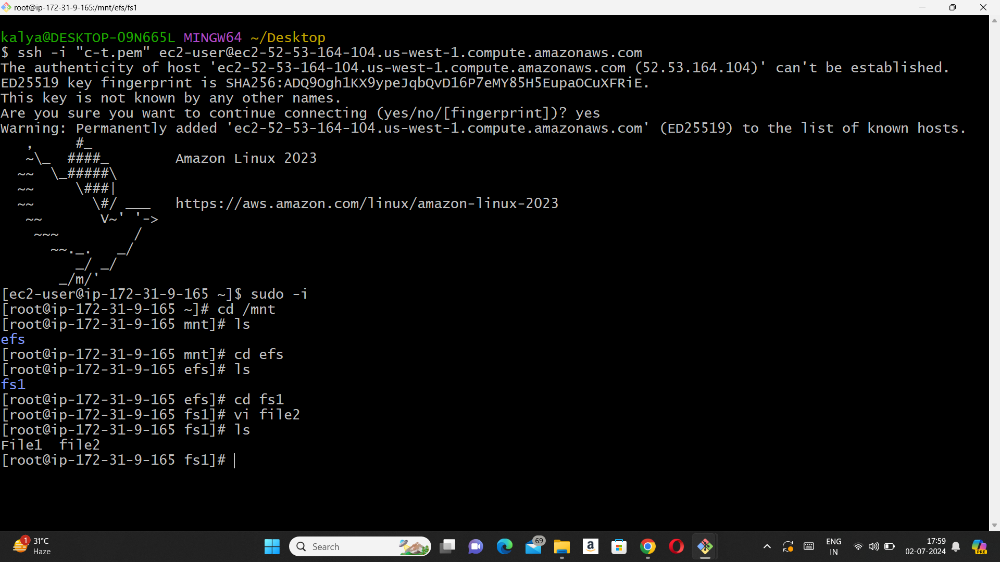 root@ip-172-31-9-165:/mnt/efs/fs1
kalya@DESKTOP-O9N665L MINGW64 ~/Desktop
$ ssh -i "c-t.pem" ec2-user@ec2-52-53-164-104.us-west-1.compute.amazonaws.com
The authenticity of host 'ec2-52-53-164-104.us-west-1.compute.amazonaws.com (52.53.164.104)' can't be established.
ED25519 key fingerprint is SHA256:ADQ9Ogh1KX9ypeJqbQvD16P7eMY85H5EupaOCuXFRiE.
This key is not known by any other names.
Are you sure you want to continue connecting (yes/no/[fingerprint])? yes
Warning: Permanently added 'ec2-52-53-164-104.us-west-1.compute.amazonaws.com' (ED25519) to the list of known hosts.
   ,     #_
   ~\_  ####_        Amazon Linux 2023
  ~~  \_#####\
  ~~     \###|
  ~~       \#/ ___   https://aws.amazon.com/linux/amazon-linux-2023
   ~~       V~' '->
    ~~~         /
      ~~._.   _/
         _/ _/
       _/m/'
[ec2-user@ip-172-31-9-165 ~]$ sudo -i
[root@ip-172-31-9-165 ~]# cd /mnt
[root@ip-172-31-9-165 mnt]# ls
efs
[root@ip-172-31-9-165 mnt]# cd efs
[root@ip-172-31-9-165 efs]# ls
fs1
[root@ip-172-31-9-165 efs]# cd fs1
[root@ip-172-31-9-165 fs1]# vi file2
[root@ip-172-31-9-165 fs1]# ls
File1  file2
[root@ip-172-31-9-165 fs1]#
1
31°C
Haze
Search
69
a
ENG
IN
17:59
02-07-2024
PRE